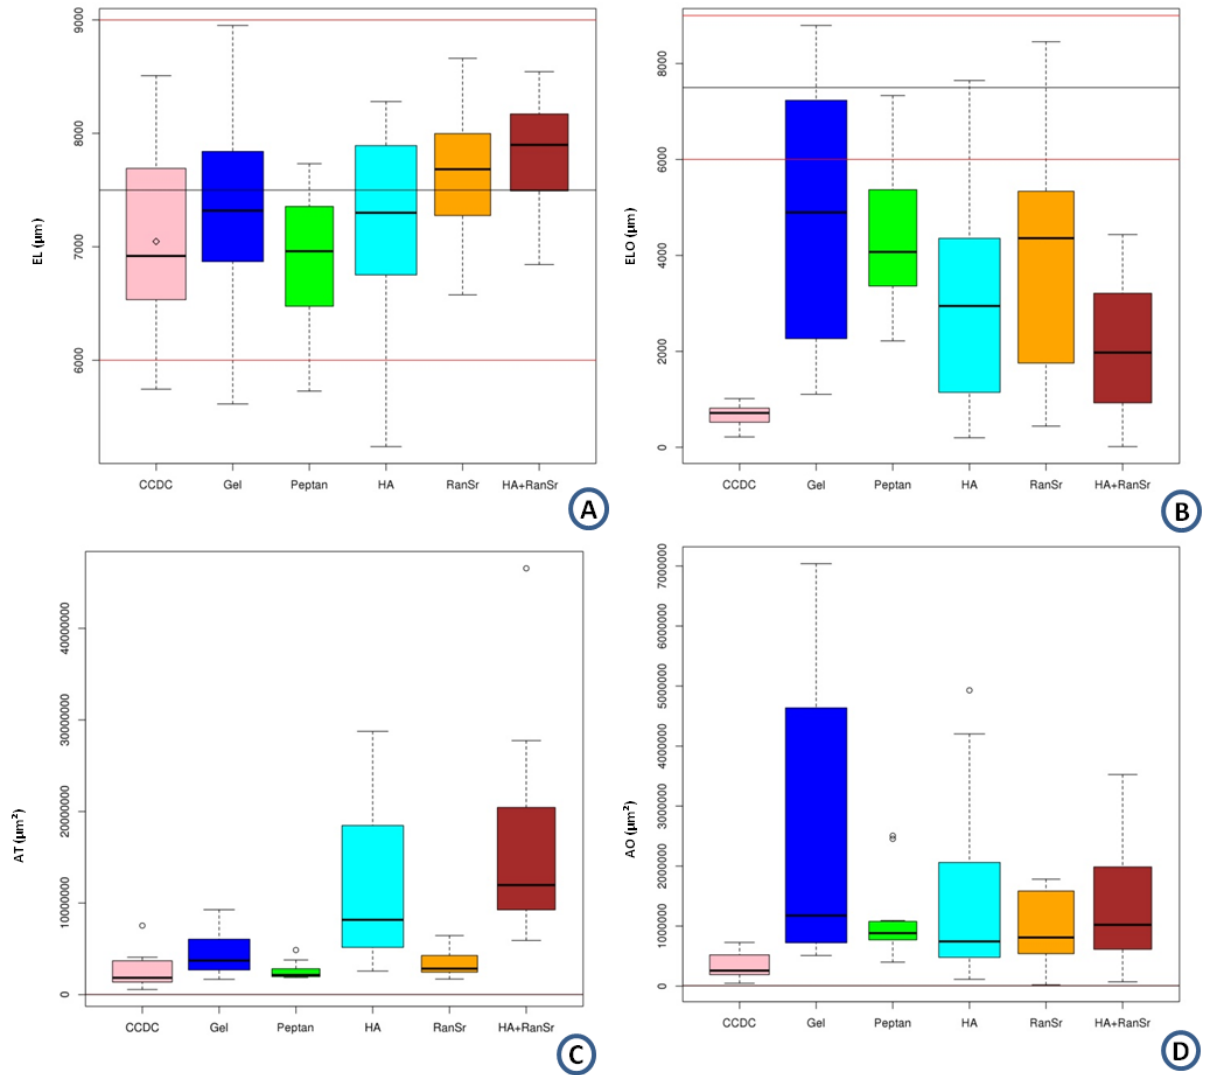 9000
8000
7000
6000
EL (µm)
CCDC Gel Peptan HA RanSr HA+RanSr
A
8000
6000
4000
2000
0
ELO (µm)
CCDC Gel Peptan HA RanSr HA+RanSr
B
40000000
30000000
20000000
10000000
0
AT (µm²)
CCDC Gel Peptan HA RanSr HA+RanSr
C
7000000
6000000
5000000
4000000
3000000
2000000
1000000
0
AO (µm²)
CCDC Gel Peptan HA RanSr HA+RanSr
D